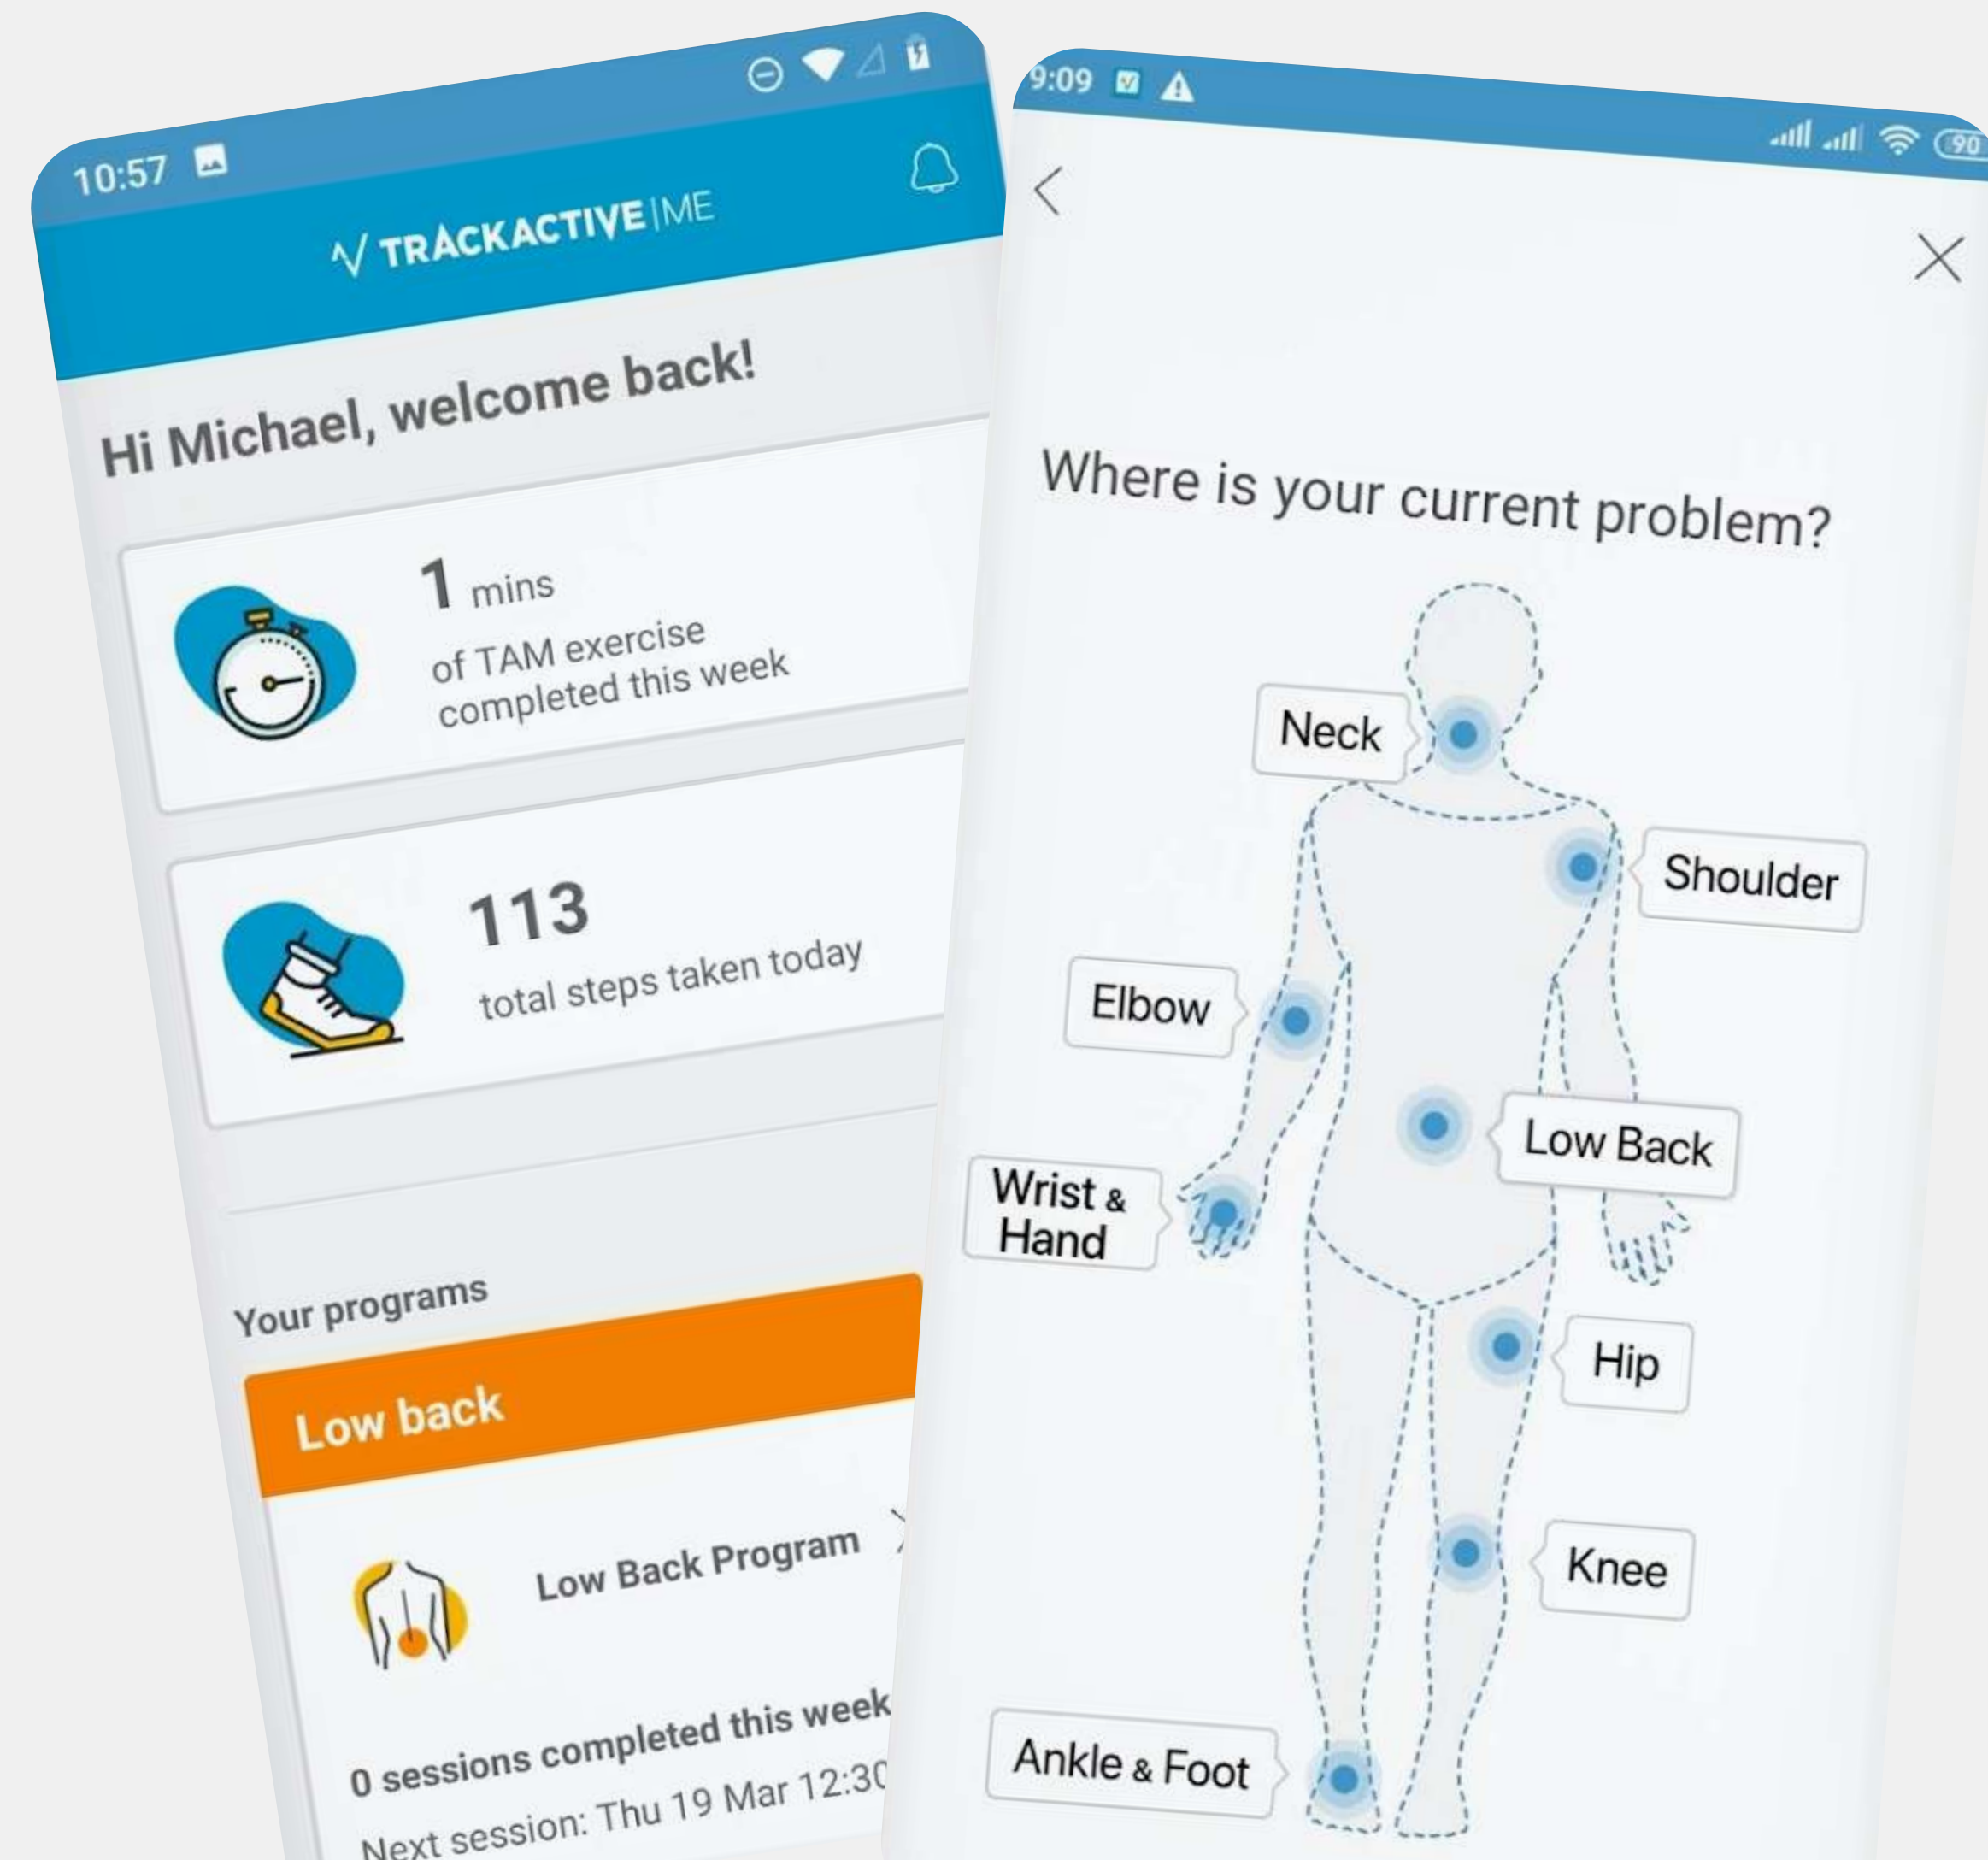 10:57
TRACKACTIVE|ME
Hi Michael, welcome back!
1 mins
of TAM exercise
completed this week
113
total steps taken today
Your programs
Low back
Low Back Program
0 sessions completed this week
Next session: Thu 19 Mar 12:30
9:09
90
Where is your current problem?
Neck
Shoulder
Elbow
Low Back
Wrist &
Hand
Hip
Knee
Ankle & Foot